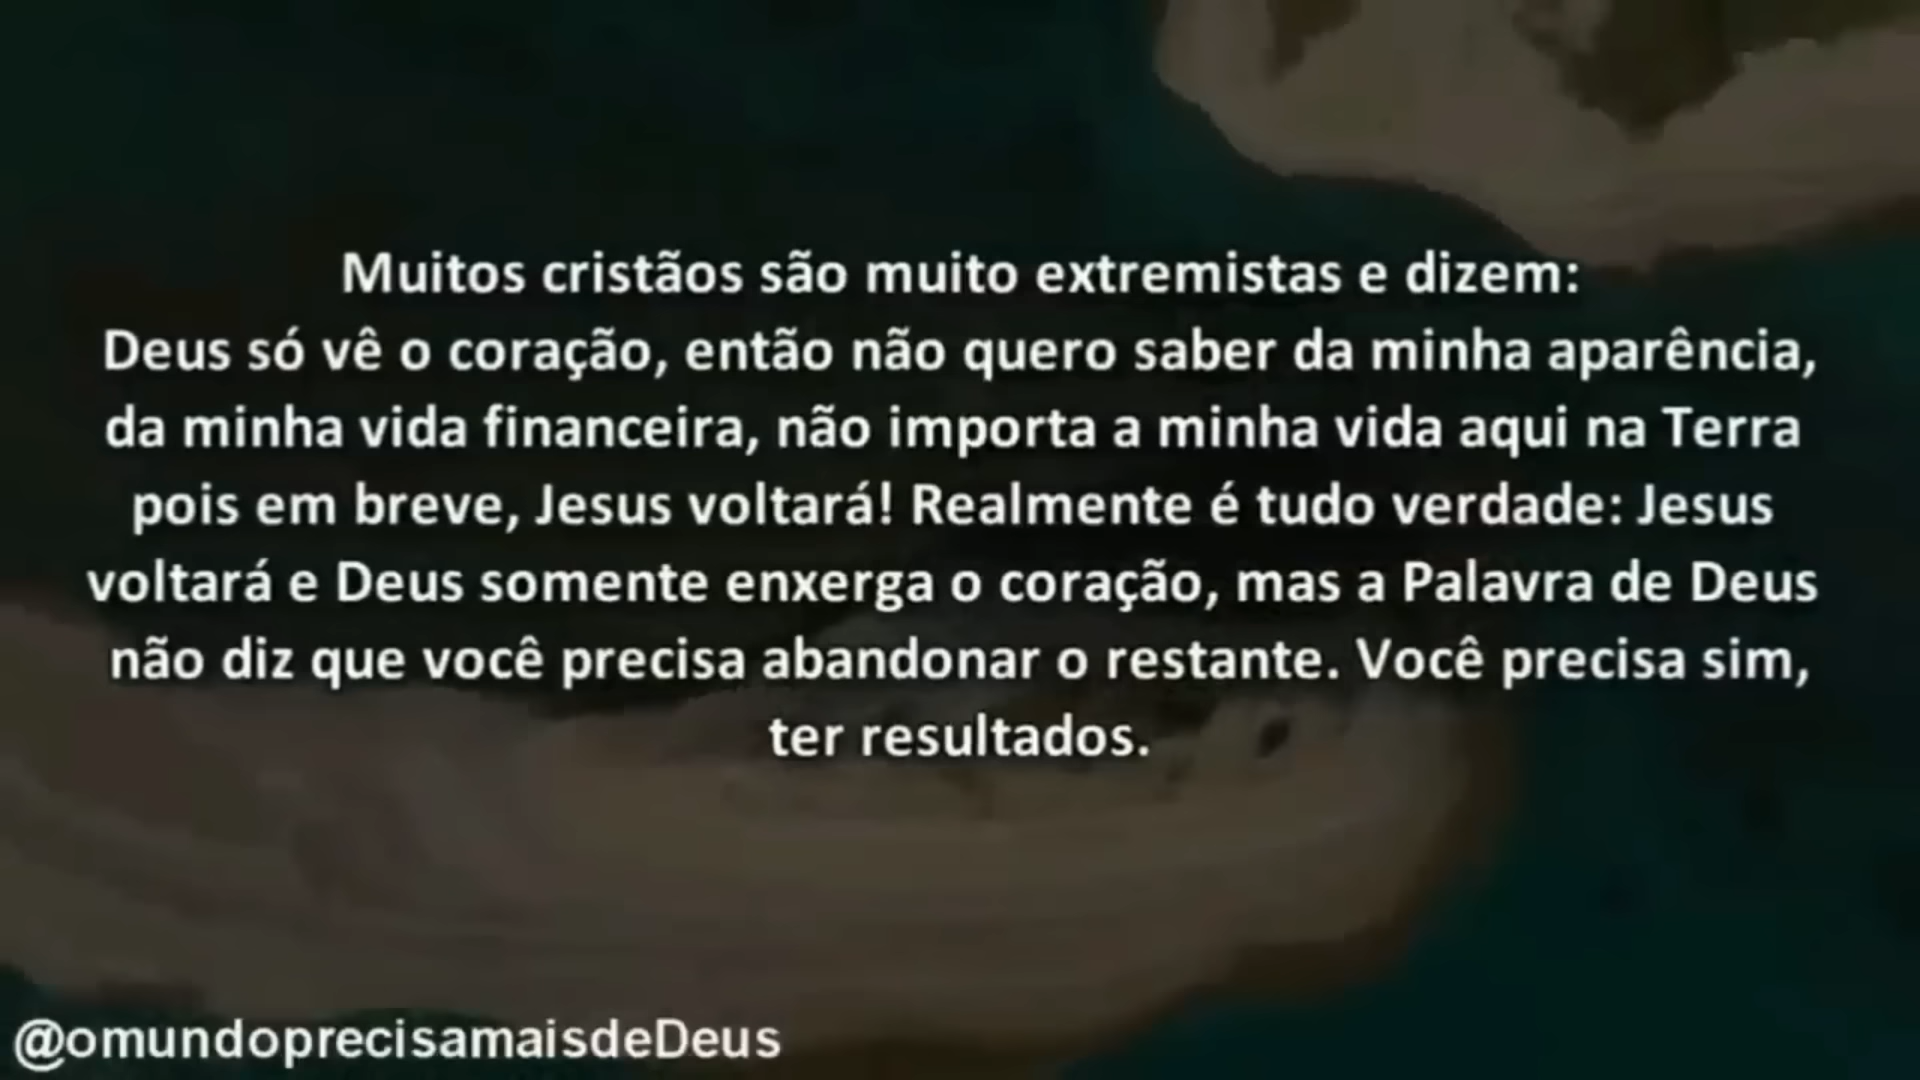 Muitos cristãos são muito extremistas e dizem:
Deus só vê o coração, então não quero saber da minha aparência,
da minha vida financeira, não importa a minha vida aqui na Terra
pois em breve, Jesus voltará! Realmente é tudo verdade: Jesus
voltará e Deus somente enxerga o coração, mas a Palavra de Deus
não diz que você precisa abandonar o restante. Você precisa sim,
ter resultados.
@omundoprecisamaisdeDeus